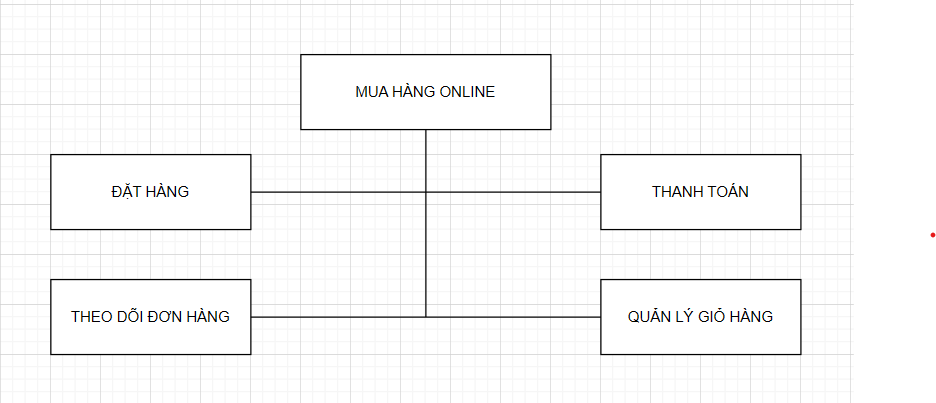 MUA HÀNG ONLINE
ĐẶT HÀNG
THANH TOÁN
THEO DÕI ĐƠN HÀNG
QUẢN LÝ GIỎ HÀNG